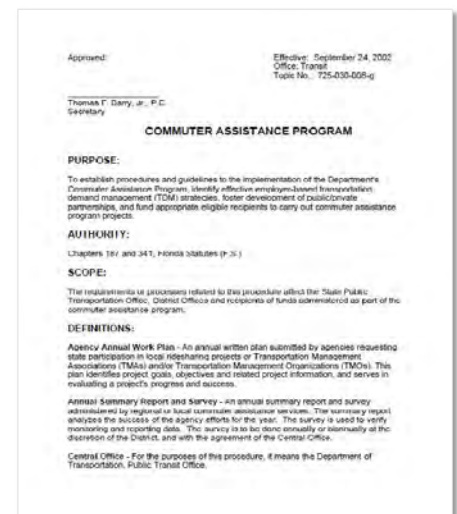 Approved:
Effective: September 24, 2002
Office: Transit
Topic No.: 725-030-008-g
Thomas F. Barry, Jr., P.E.
Secretary
COMMUTER ASSISTANCE PROGRAM
PURPOSE:
To establish procedures and guidelines to the implementation of the Department's
Commuter Assistance Program, identify effective employer-based transportation
demand management (TDM) strategies, foster development of public/private
partnerships, and fund appropriate eligible recipients to carry out commuter assistance
program projects.
AUTHORITY:
Chapters 187 and 341, Florida Statutes (F.S.)
SCOPE:
The requirements or processes related to this procedure affect the State Public
Transportation Office, District Offices and recipients of funds administered as part of the
commuter assistance program.
DEFINITIONS:
Agency Annual Work Plan - An annual written plan submitted by agencies requesting
state participation in local ridesharing projects or Transportation Management
Associations (TMAs) and/or Transportation Management Organizations (TMOs). This
plan identifies project goals, objectives and related project information, and serves in
evaluating a project's progress and success.
Annual Summary Report and Survey - An annual summary report and survey
administered by regional or local commuter assistance services. The summary report
analyzes the success of the agency efforts for the year. The survey is used to verify
monitoring and reporting data. The survey is to be done annually or biennially at the
discretion of the District, and with the agreement of the Central Office.
Central Office - For the purposes of this procedure, it means the Department of
Transportation, Public Transit Office.